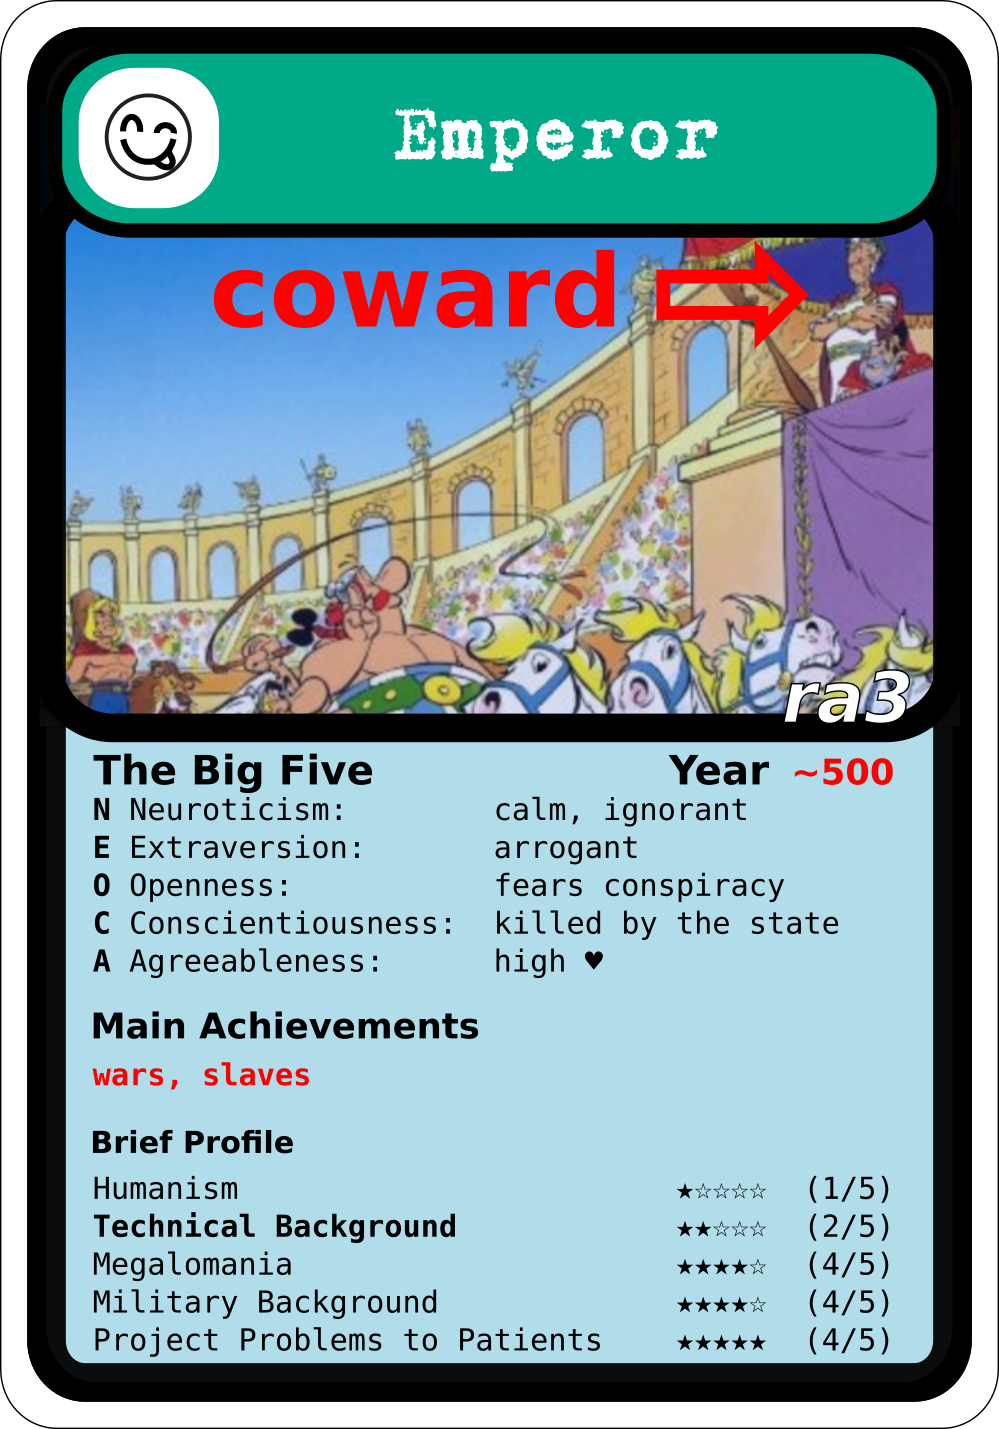 Emperor
coward
ra3
The Big Five Year ~500
N Neuroticism: calm, ignorant
E Extraversion: arrogant
O Openness: fears conspiracy
C Conscientiousness: killed by the state
A Agreeableness: high ♥
Main Achievements
wars, slaves
Brief Profile
Humanism ★☆☆☆☆ (1/5)
Technical Background ★★☆☆☆ (2/5)
Megalomania ★★★★☆ (4/5)
Military Background ★★★★☆ (4/5)
Project Problems to Patients ★★★★★ (4/5)